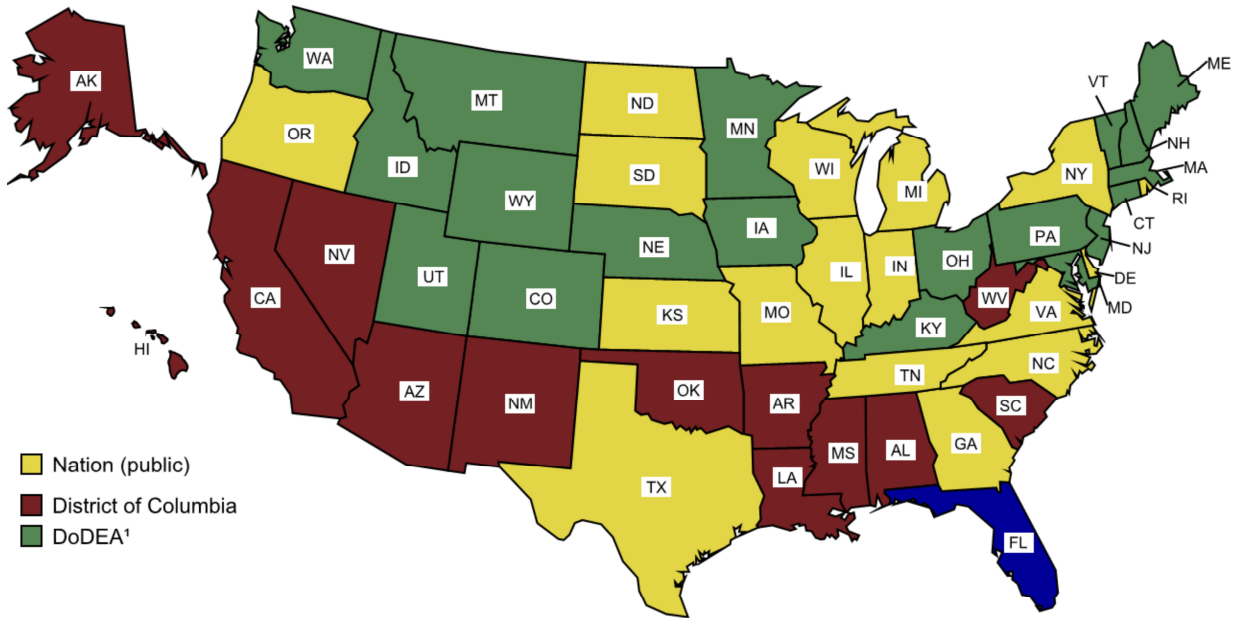 ME
WA
AK
VT
MT
ND
MN
OR
NH
ID
SD
WI
MI
NY
MA
RI
WY
CT
IA
NE
PA
NJ
NV
UT
CO
IL
IN
OH
DE
CA
WV
MD
KS
MO
VA
KY
HI
TN
NC
AZ
NM
OK
AR
SC
GA
MS
AL
LA
TX
FL
Nation (public)
District of Columbia
DoDEA¹